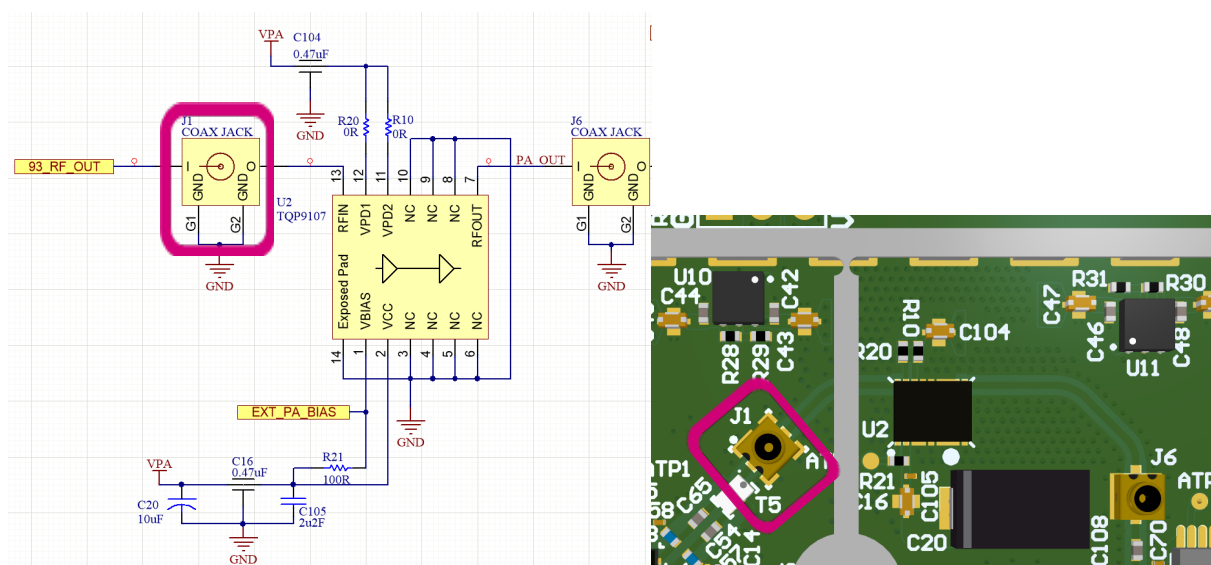 VPA
C104
0.47uF
R20
0R
R10
0R
GND
J1
COAX JACK
I
O
GND
GND
G1
G2
GND
93_RF_OUT
U2
TQP9107
13
12
11
10
9
8
7
RFIN
VPD1
VPD2
NC
NC
NC
RFOUT
Exposed Pad
VBIAS
VCC
NC
NC
NC
NC
14
1
2
3
4
5
6
PA_OUT
J6
COAX JACK
I
O
GND
GND
G1
G2
GND
EXT_PA_BIAS
GND
VPA
C16
0.47uF
R21
100R
C20
10uF
C105
2u2F
GND
U10
C44
C42
C43
R28
R29
R10
C104
R20
C47
R31
R30
C46
C48
U11
J1
U2
J6
ATP1
T5
C65
R21
C16
C105
C20
C108
C70
C14